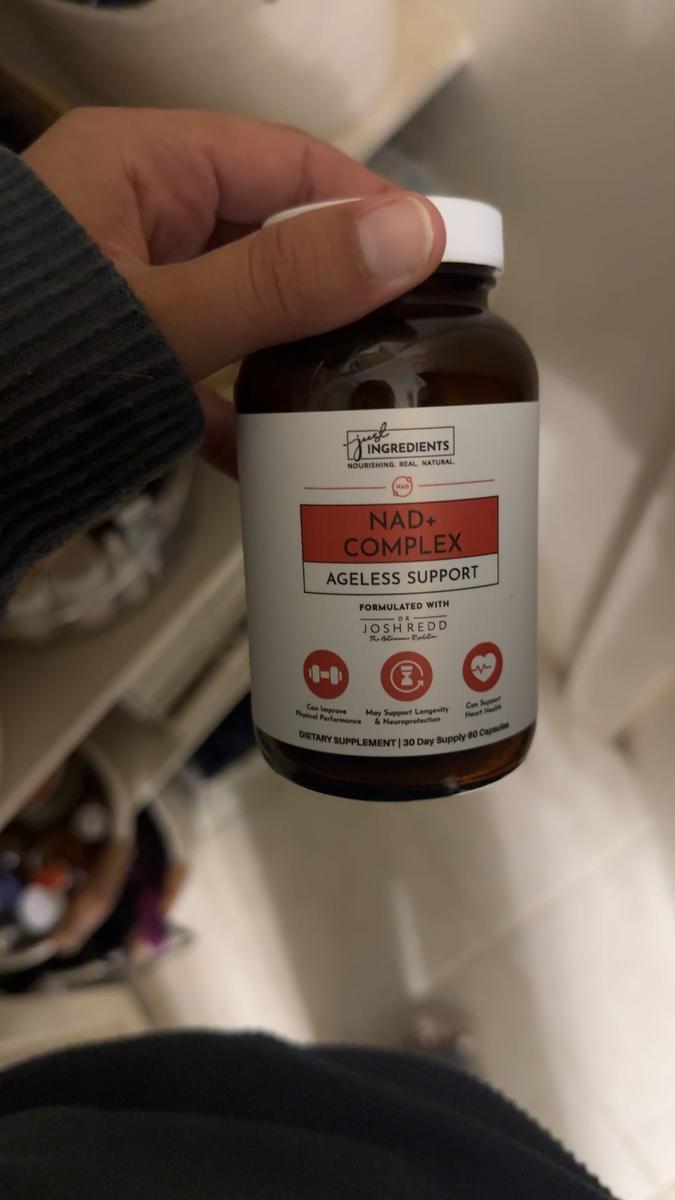 just
INGREDIENTS
NOURISHING. REAL. NATURAL.
NAD
NAD+
COMPLEX
AGELESS SUPPORT
FORMULATED WITH
DR
JOSH REDD
Can Improve
Physical Performance
May Support Longevity
& Neuroprotection
Can Support
Heart Health
DIETARY SUPPLEMENT | 30 Day Supply 60 Capsules